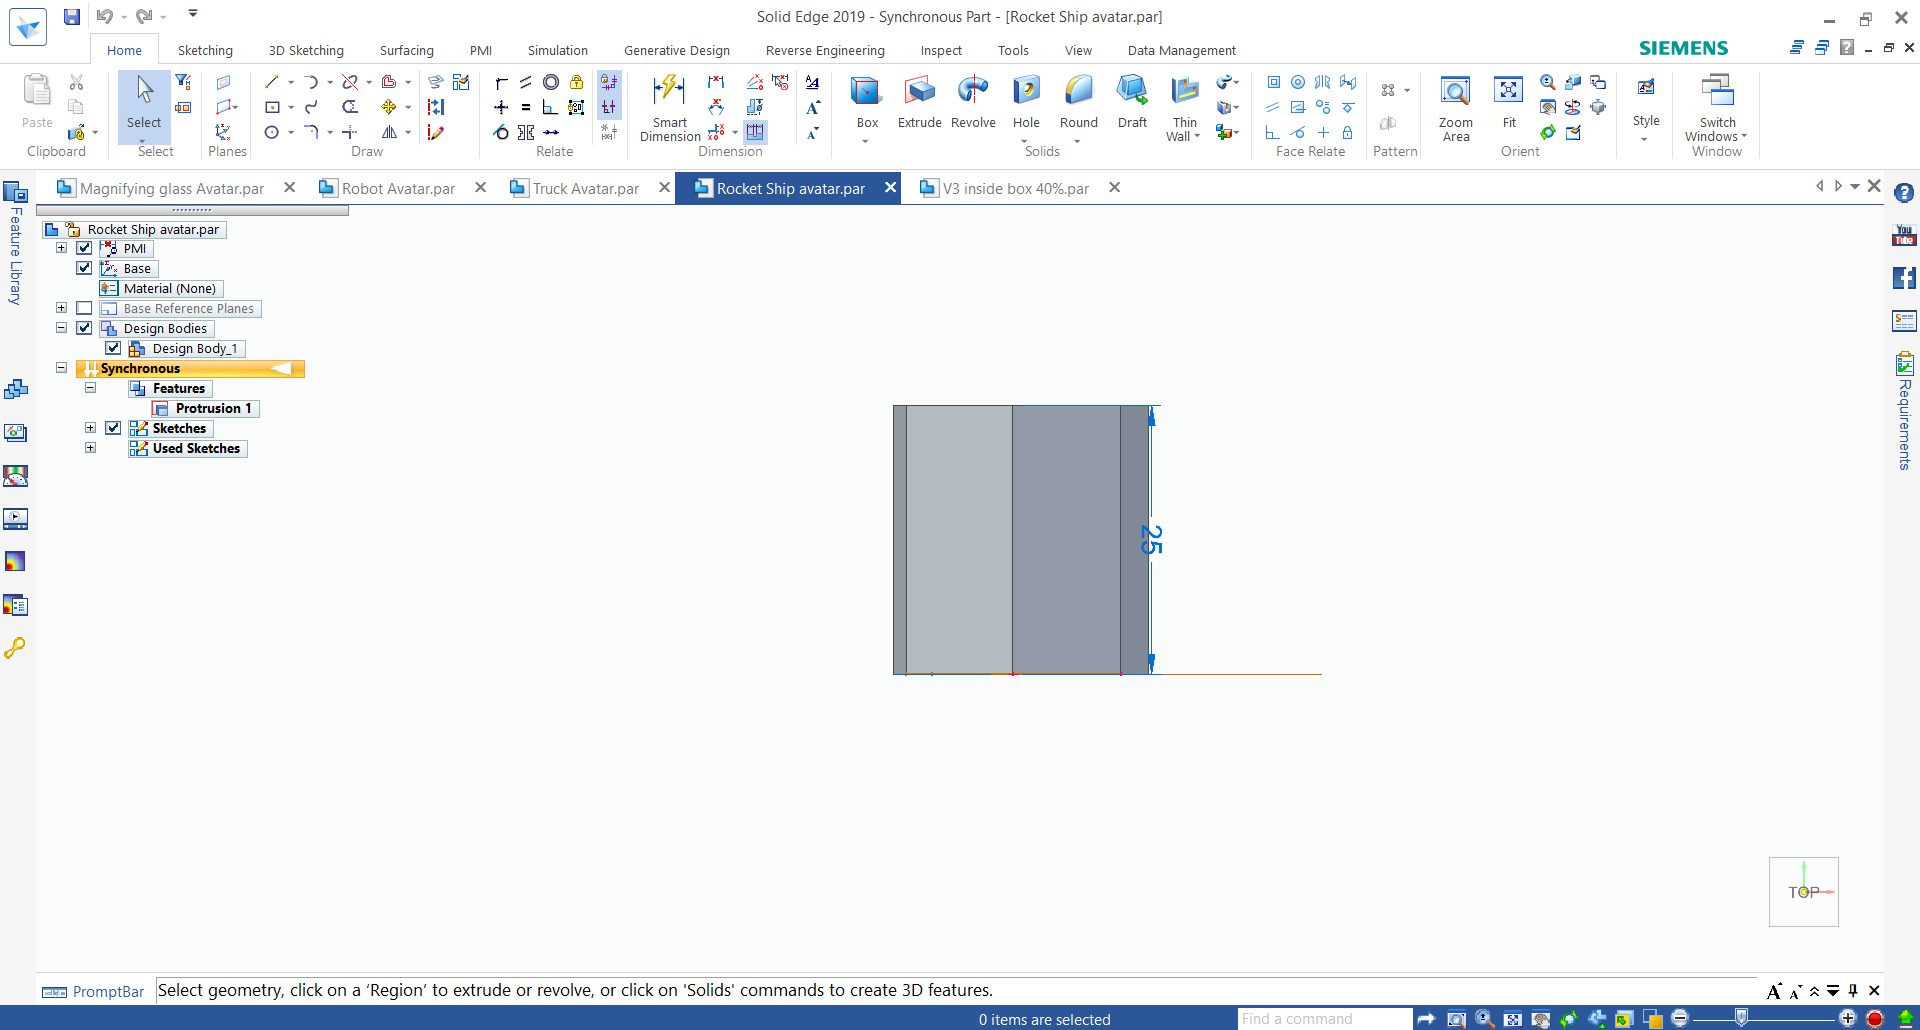 Solid Edge 2019 - Synchronous Part - [Rocket Ship avatar.par]
Home Sketching 3D Sketching Surfacing PMI Simulation Generative Design Reverse Engineering Inspect Tools View Data Management
SIEMENS
Paste
Clipboard
Select
Select
Planes
Draw
Relate
Smart
Dimension
Dimension
Box
Extrude
Revolve
Hole
Round
Draft
Thin
Wall
Solids
Face Relate
Pattern
Zoom
Area
Fit
Orient
Style
Switch
Windows
Window
Magnifying glass Avatar.par
Robot Avatar.par
Truck Avatar.par
Rocket Ship avatar.par
V3 inside box 40%.par
Feature Library
Rocket Ship avatar.par
PMI
Base
Material (None)
Base Reference Planes
Design Bodies
Design Body_1
Synchronous
Features
Protrusion 1
Sketches
Used Sketches
25
TOP
You
Tube
Requirements
PromptBar
Select geometry, click on a ‘Region’ to extrude or revolve, or click on 'Solids' commands to create 3D features.
0 items are selected
Find a command